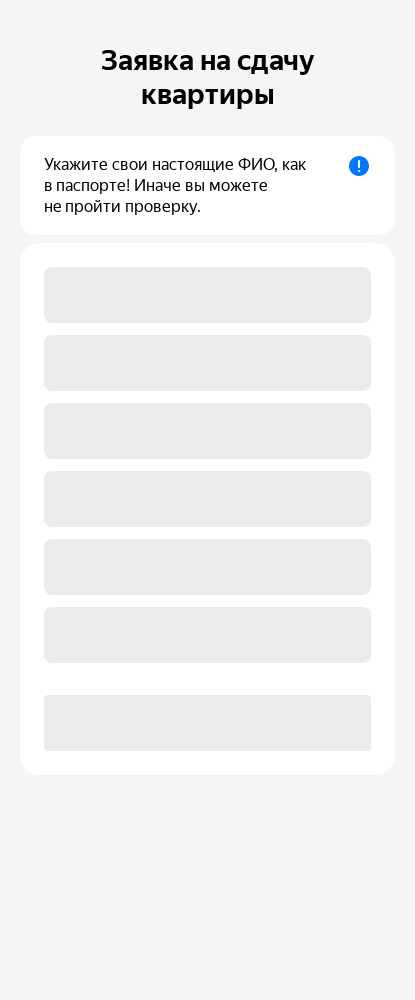 Заявка на сдачу
квартиры
Укажите свои настоящие ФИО, как
в паспорте! Иначе вы можете
не пройти проверку.